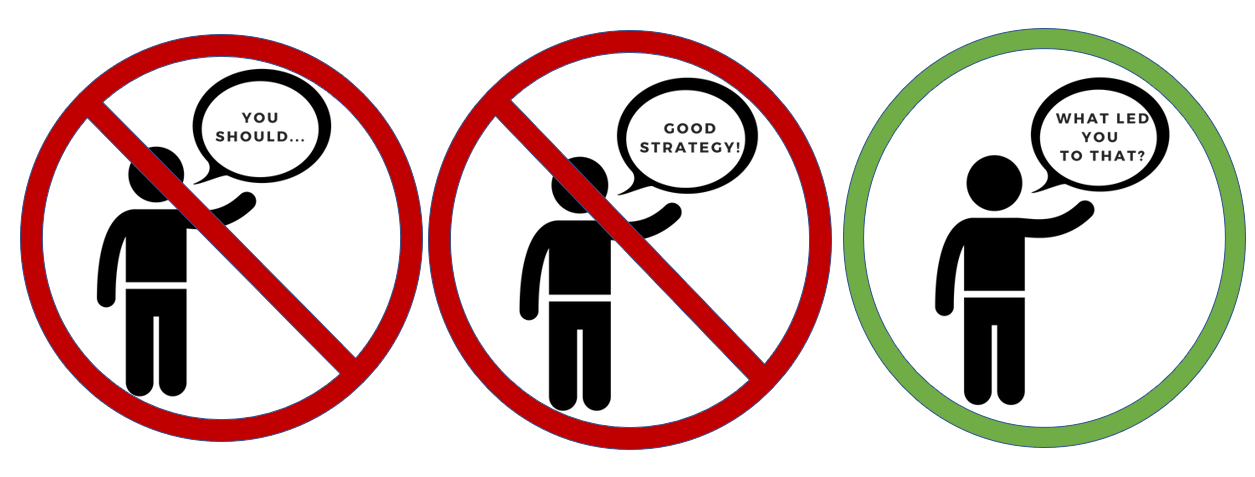 YOU
SHOULD...
GOOD
STRATEGY!
WHAT LED
YOU
TO THAT?